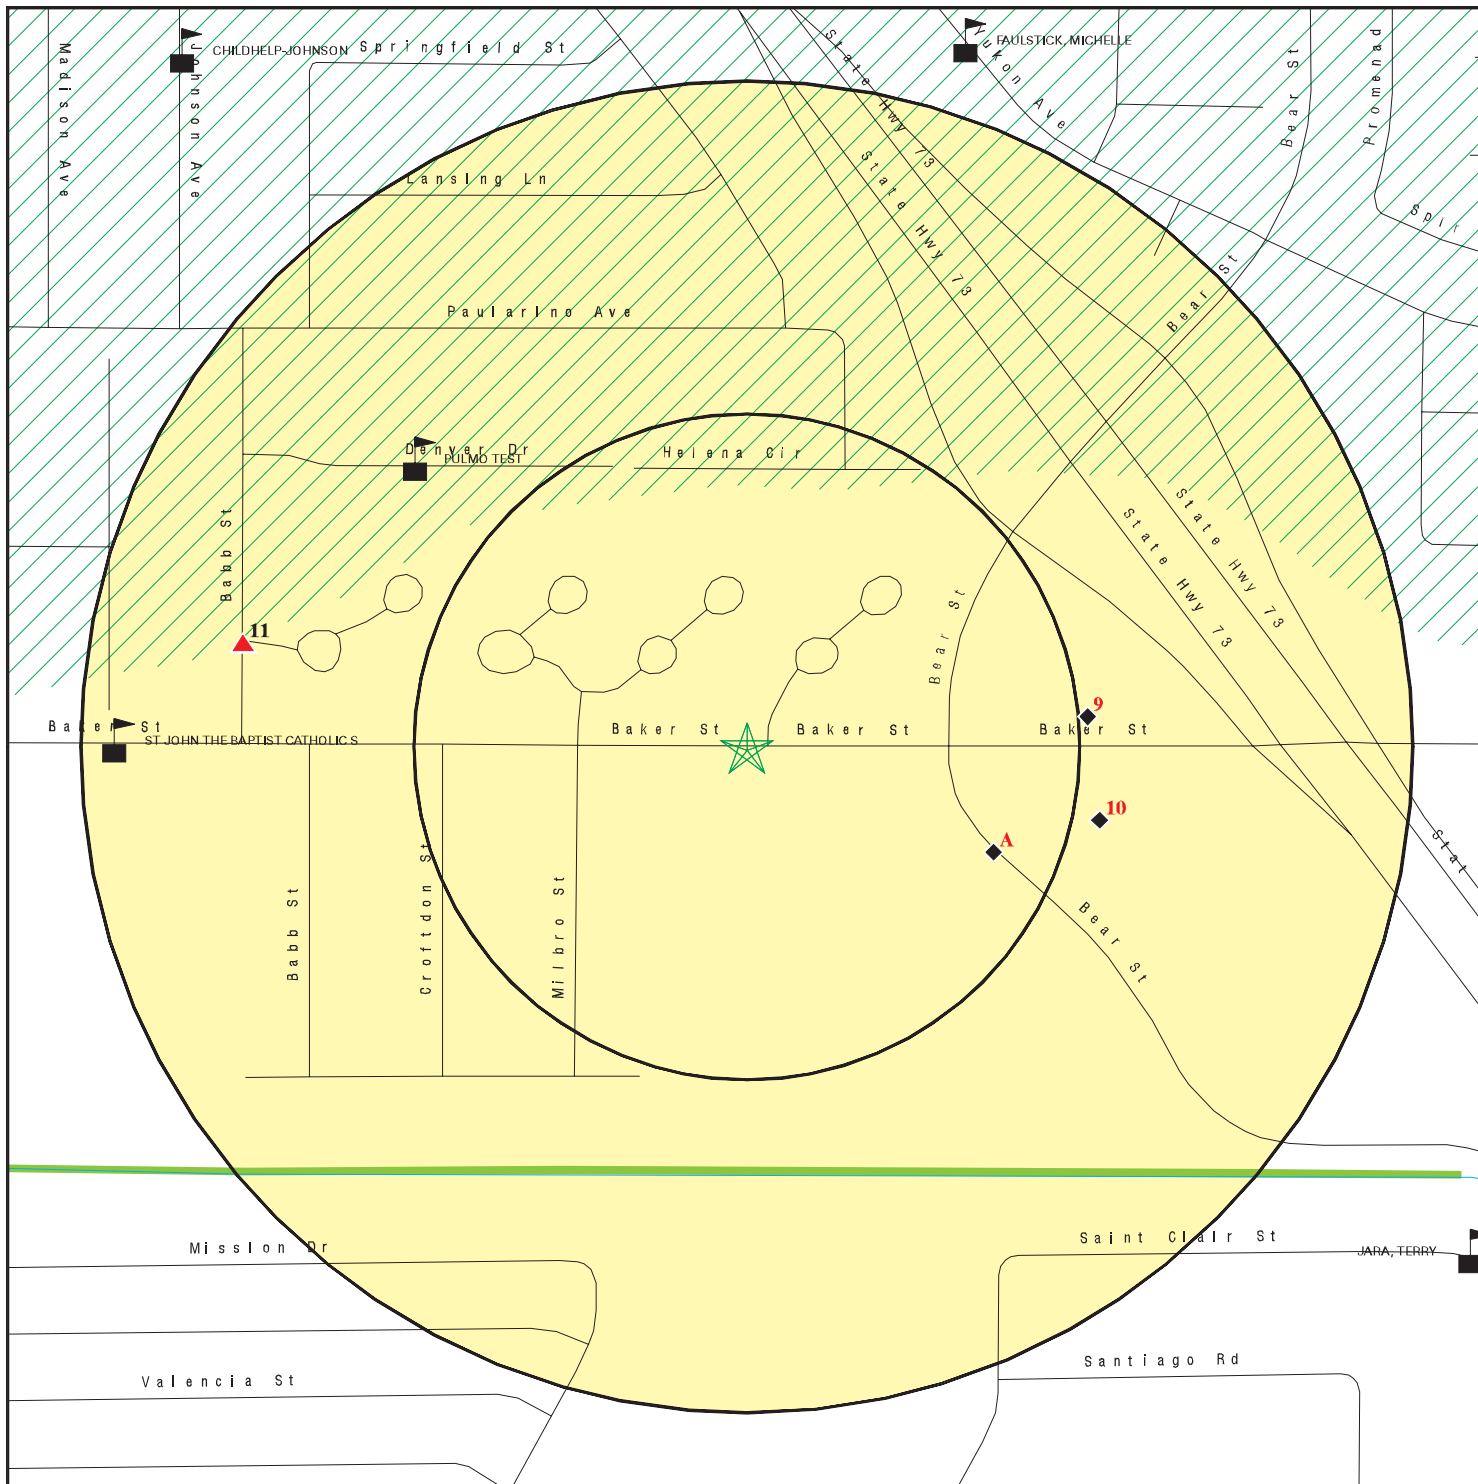 Madison Ave
Johnson Ave
CHILDHELP-JOHNSON
Springfield St
State Hwy 73
FAULSTICK, MICHELLE
Yukon Ave
Bear St
Promenad
Lansing Ln
State Hwy 73
Spir
Bear St
Paularino Ave
Denver Dr
PULMO TEST
Helena Cir
State Hwy 73
State Hwy 73
Babb St
11
Bear St
9
Baker St
ST JOHN THE BAPTIST CATHOLIC S
Baker St
Baker St
Baker St
10
A
Stat
Babb St
Croftdon St
Milbro St
Bear St
Mission Dr
Saint Clair St
JARA, TERRY
Valencia St
Santiago Rd